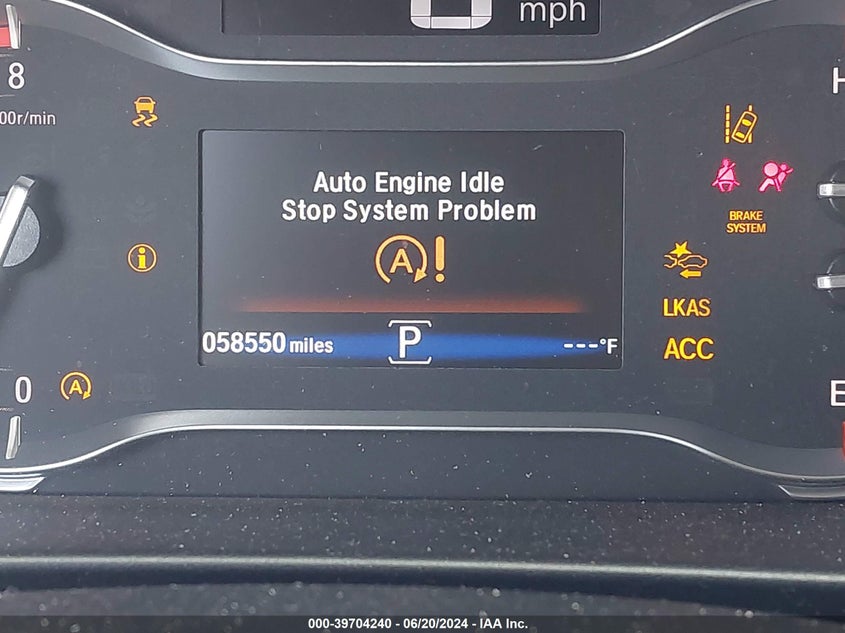 mph
8
00r/min
Auto Engine Idle
Stop System Problem
A!
BRAKE
SYSTEM
LKAS
058550 miles
P
---°F
ACC
0
A
H
E
000-39704240 - 06/20/2024 - IAA Inc.